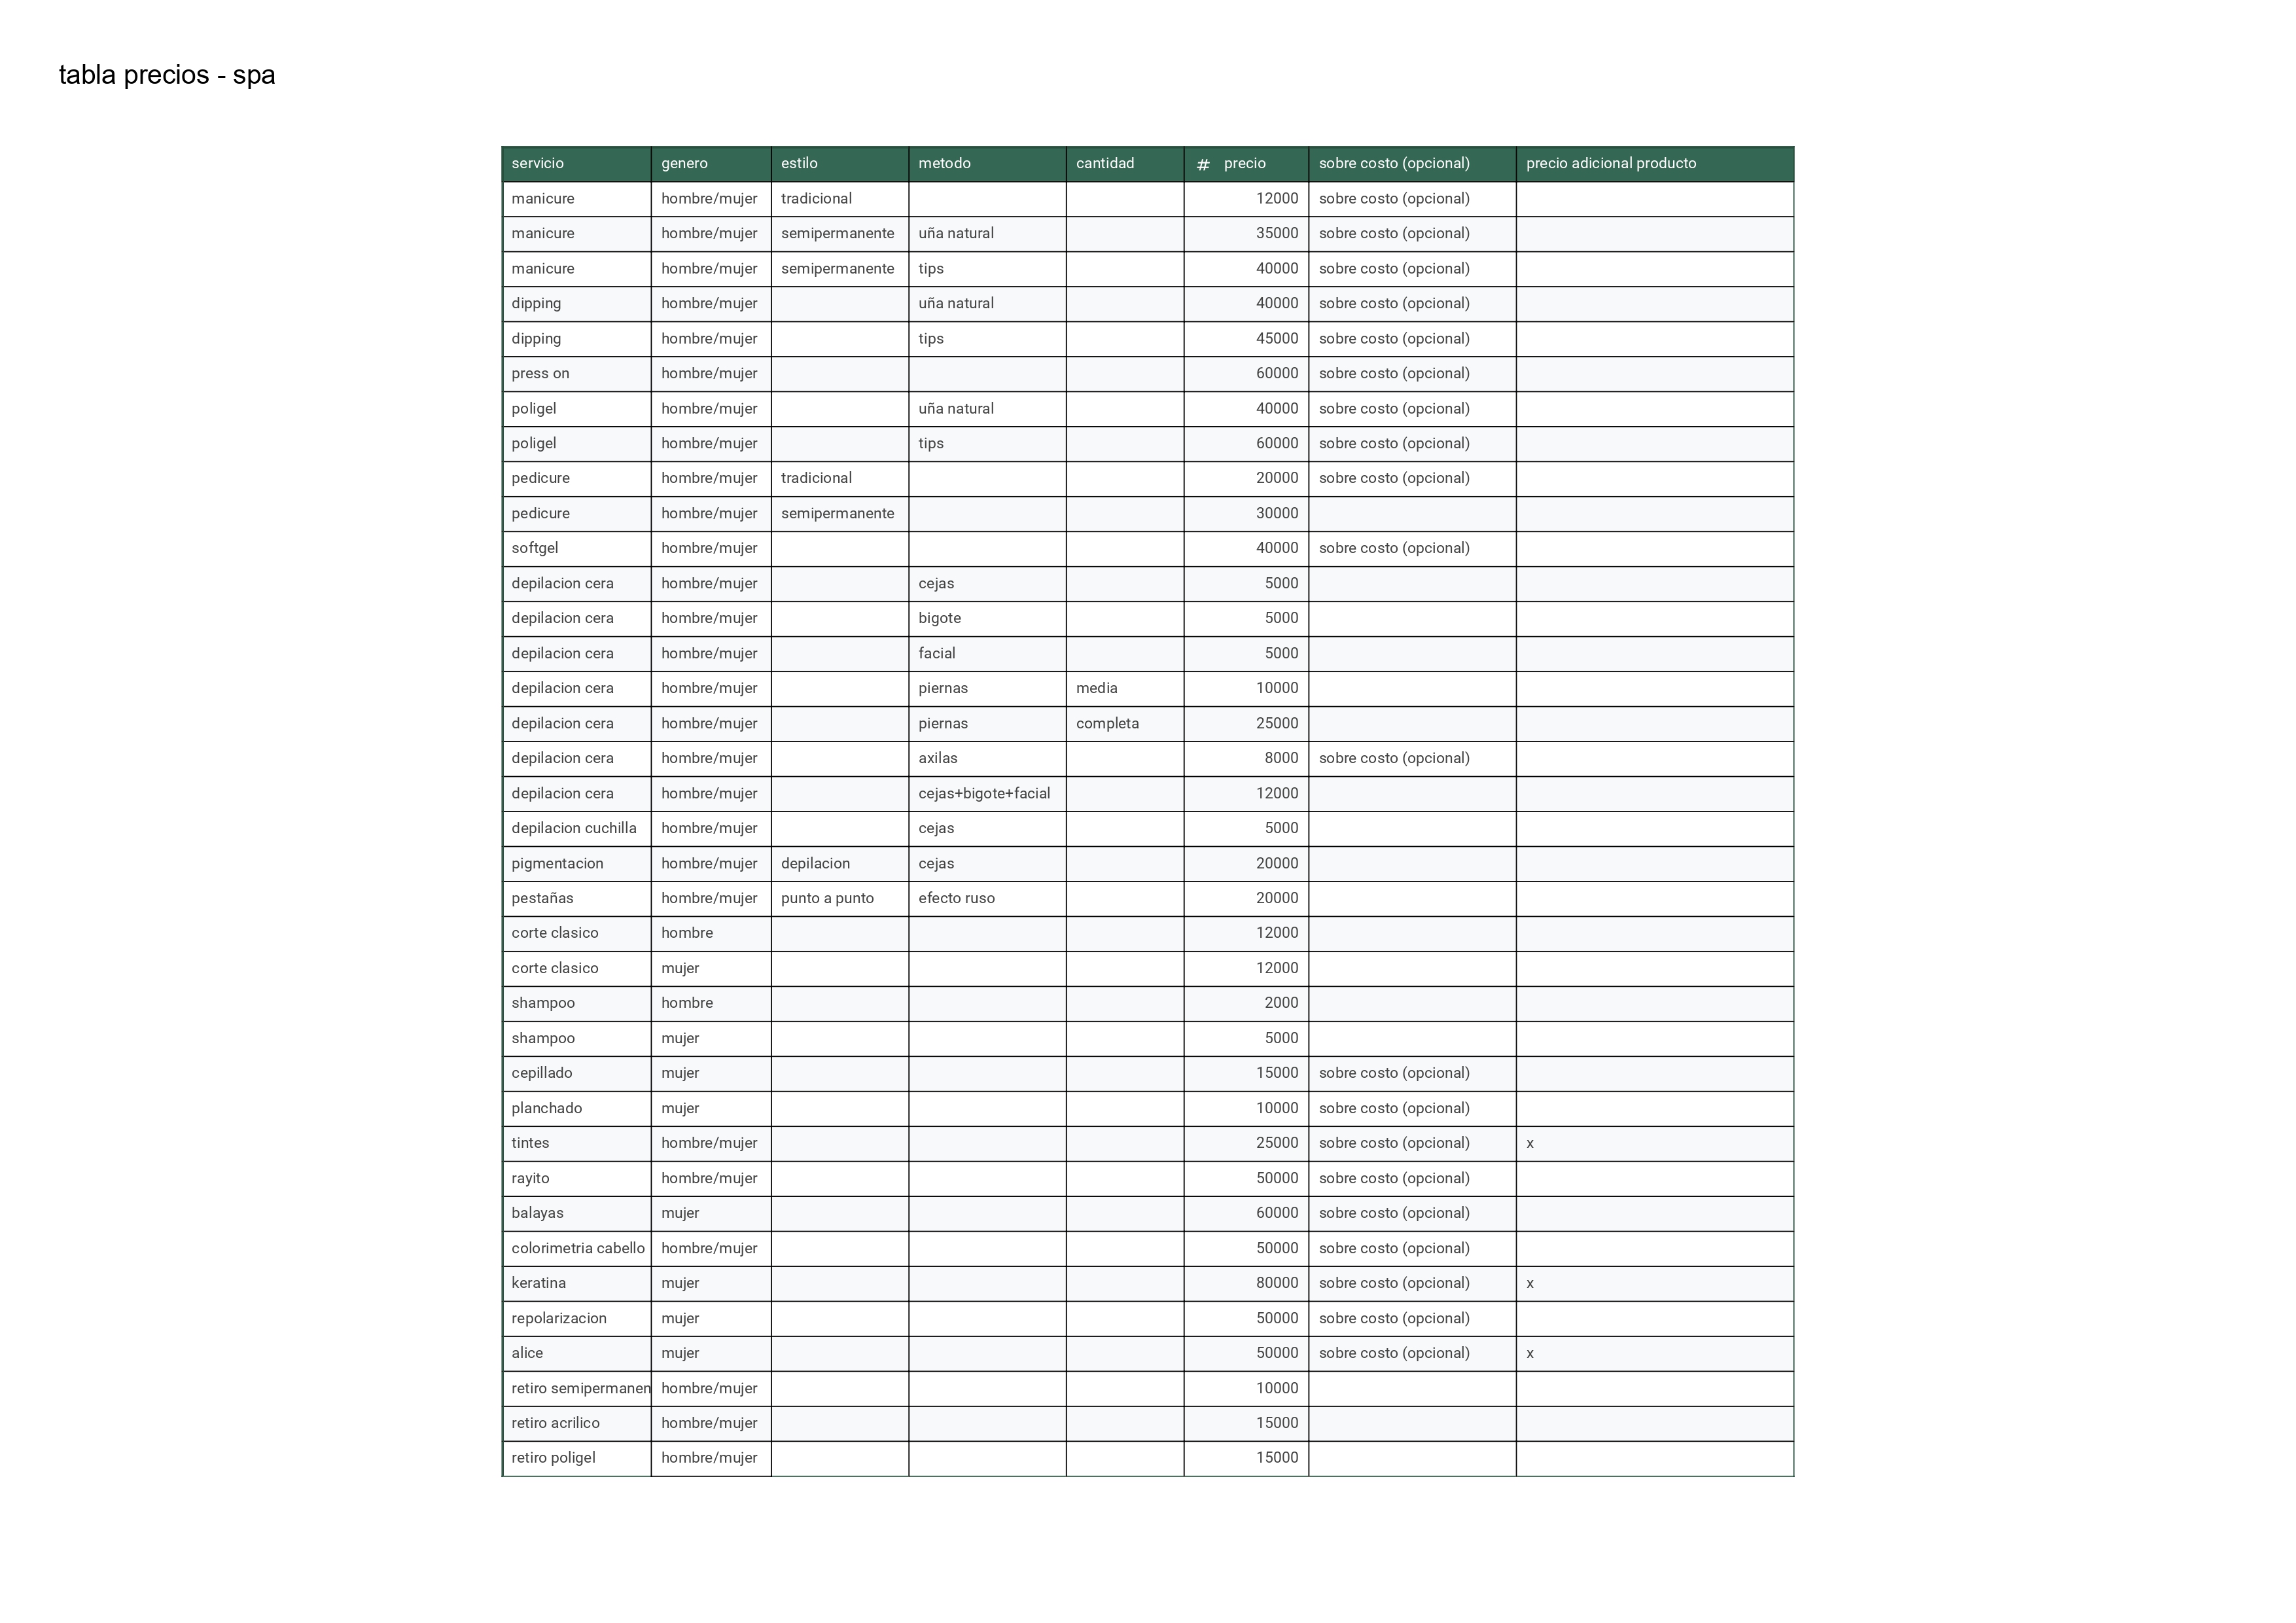 tabla precios - spa
servicio genero estilo metodo cantidad # precio sobre costo (opcional) precio adicional producto
manicure hombre/mujer tradicional 12000 sobre costo (opcional)
manicure hombre/mujer semipermanente uña natural 35000 sobre costo (opcional)
manicure hombre/mujer semipermanente tips 40000 sobre costo (opcional)
dipping hombre/mujer uña natural 40000 sobre costo (opcional)
dipping hombre/mujer tips 45000 sobre costo (opcional)
press on hombre/mujer 60000 sobre costo (opcional)
poligel hombre/mujer uña natural 40000 sobre costo (opcional)
poligel hombre/mujer tips 60000 sobre costo (opcional)
pedicure hombre/mujer tradicional 20000 sobre costo (opcional)
pedicure hombre/mujer semipermanente 30000
softgel hombre/mujer 40000 sobre costo (opcional)
depilacion cera hombre/mujer cejas 5000
depilacion cera hombre/mujer bigote 5000
depilacion cera hombre/mujer facial 5000
depilacion cera hombre/mujer piernas media 10000
depilacion cera hombre/mujer piernas completa 25000
depilacion cera hombre/mujer axilas 8000 sobre costo (opcional)
depilacion cera hombre/mujer cejas+bigote+facial 12000
depilacion cuchilla hombre/mujer cejas 5000
pigmentacion hombre/mujer depilacion cejas 20000
pestañas hombre/mujer punto a punto efecto ruso 20000
corte clasico hombre 12000
corte clasico mujer 12000
shampoo hombre 2000
shampoo mujer 5000
cepillado mujer 15000 sobre costo (opcional)
planchado mujer 10000 sobre costo (opcional)
tintes hombre/mujer 25000 sobre costo (opcional) x
rayito hombre/mujer 50000 sobre costo (opcional)
balayas mujer 60000 sobre costo (opcional)
colorimetria cabello hombre/mujer 50000 sobre costo (opcional)
keratina mujer 80000 sobre costo (opcional) x
repolarizacion mujer 50000 sobre costo (opcional)
alice mujer 50000 sobre costo (opcional) x
retiro semipermanen hombre/mujer 10000
retiro acrilico hombre/mujer 15000
retiro poligel hombre/mujer 15000